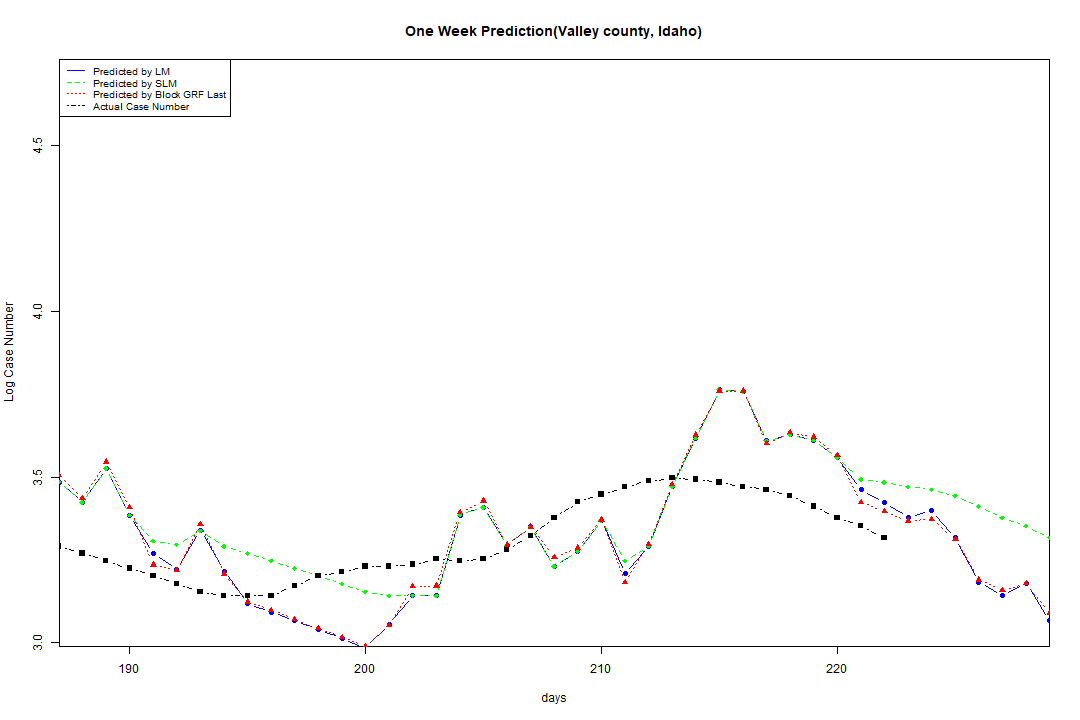 One Week Prediction(Valley county, Idaho)
Predicted by LM
Predicted by SLM
Predicted by Block GRF Last
Actual Case Number
4.5
4.0
3.5
3.0
Log Case Number
190 200 210 220
days